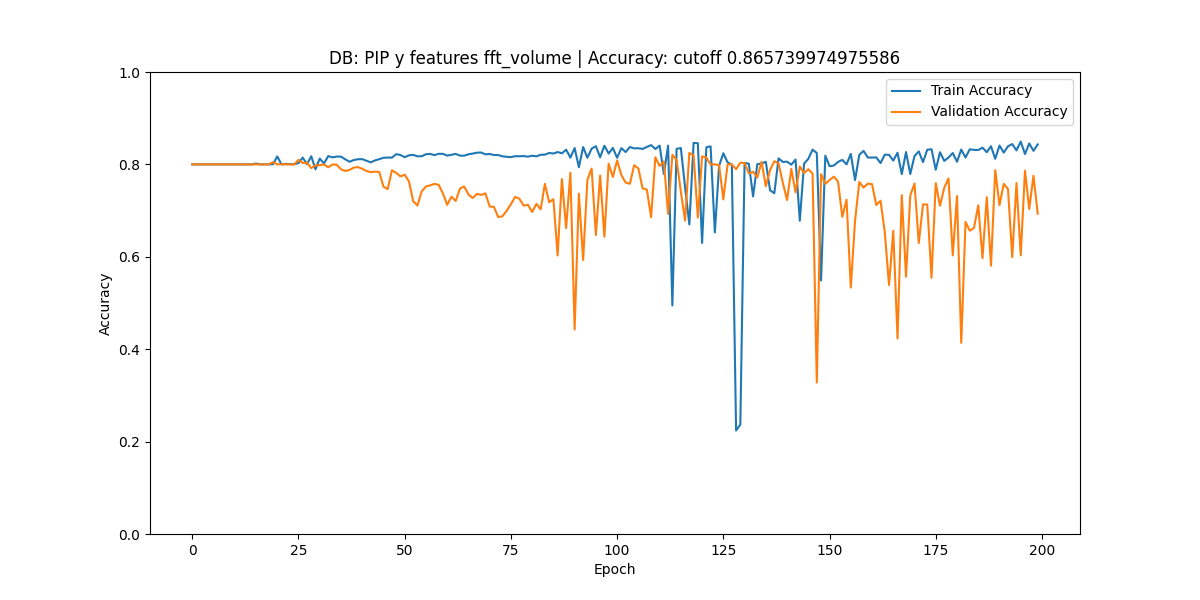 DB: PIP y features fft_volume | Accuracy: cutoff 0.865739974975586
Train Accuracy
Validation Accuracy
1.0
0.8
0.6
0.4
0.2
0.0
Accuracy
0 25 50 75 100 125 150 175 200
Epoch